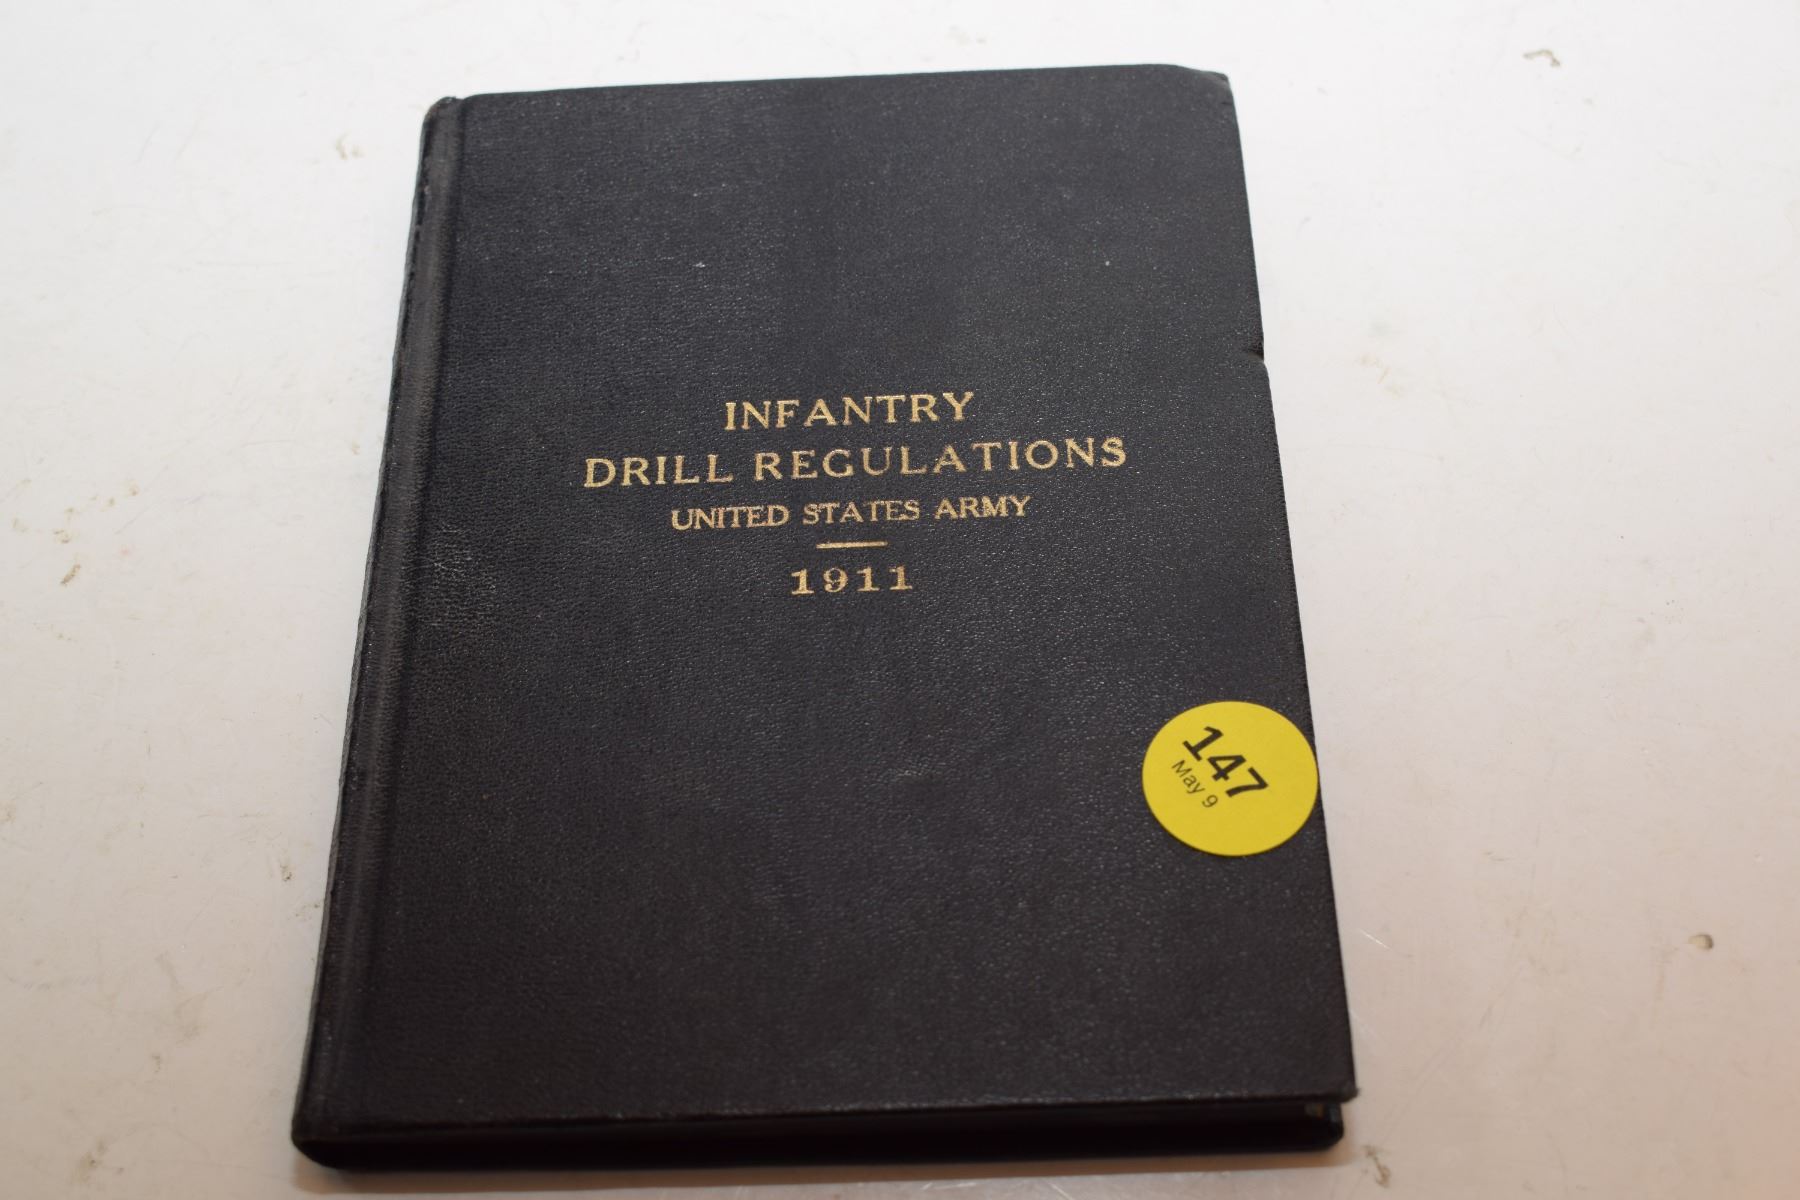 INFANTRY
DRILL REGULATIONS
UNITED STATES ARMY
1911
147
May 9